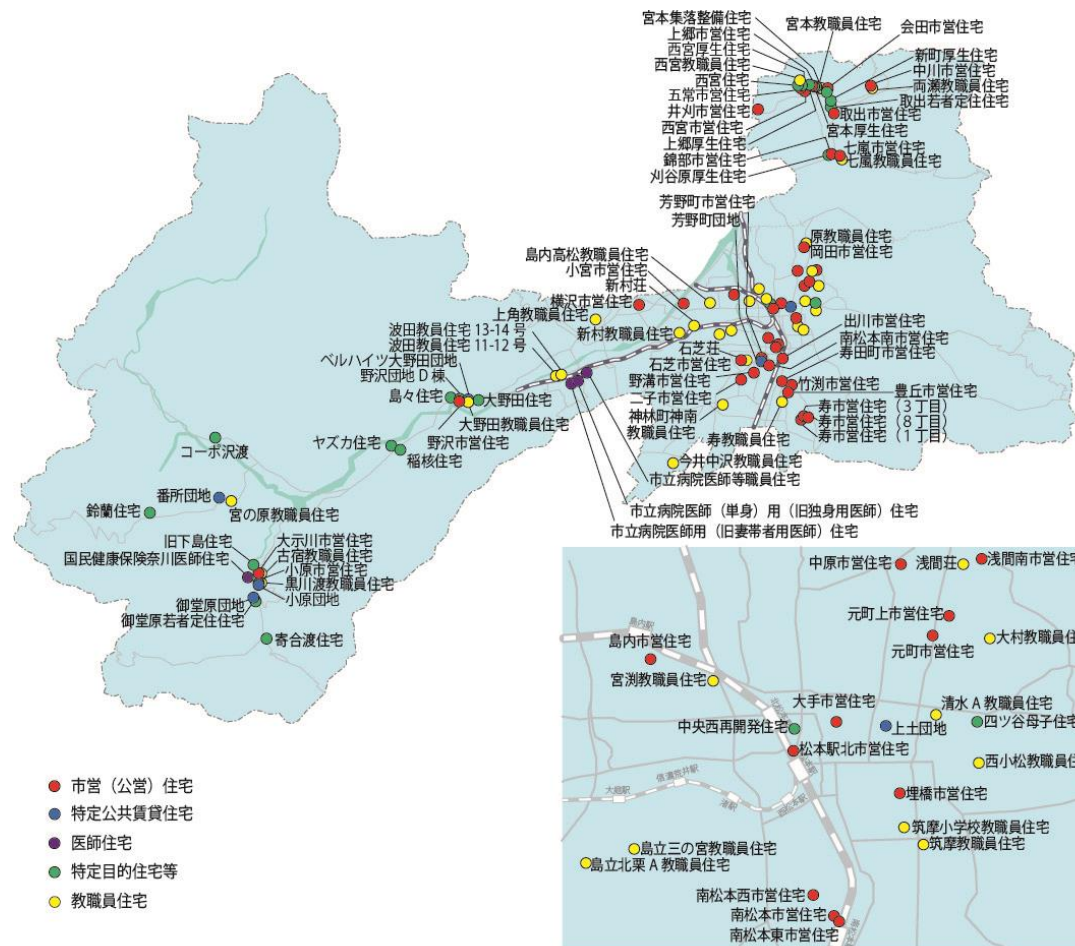 宮本集落整備住宅
宮本教職員住宅
上郷市営住宅
会田市営住宅
西宮厚生住宅
新町厚生住宅
西宮教職員住宅
中川市営住宅
西宮住宅
両瀬教職員住宅
五常市営住宅
取出若者定住住宅
井刈市営住宅
取出市営住宅
西宮市営住宅
宮本厚生住宅
上郷厚生住宅
七嵐市営住宅
錦部市営住宅
七嵐教職員住宅
刈谷原厚生住宅
芳野町市営住宅
芳野町団地
原教職員住宅
岡田市営住宅
島内高松教職員住宅
小宮市営住宅
新村荘
横沢市営住宅
上角教職員住宅
新村教職員住宅
出川市営住宅
波田教員住宅 13-14 号
南松本南市営住宅
波田教員住宅 11-12 号
寿田町市営住宅
石芝荘
ベルハイツ大野田団地
石芝市営住宅
野沢団地 D 棟
野溝市営住宅
竹渕市営住宅
島々住宅
大野田住宅
二子市営住宅
豊丘市営住宅
大野田教職員住宅
神林町神南
教職員住宅
寿市営住宅（3丁目）
寿市営住宅（8丁目）
寿市営住宅（1丁目）
野沢市営住宅
寿教職員住宅
ヤズカ住宅
稲核住宅
今井中沢教職員住宅
コーポ沢渡
市立病院医師等職員住宅
番所団地
鈴蘭住宅
宮の原教職員住宅
市立病院医師（単身）用（旧独身用医師）住宅
市立病院医師用（旧妻帯者用医師）住宅
旧下島住宅
大示川市営住宅
国民健康保険奈川医師住宅
古宿教職員住宅
小原市営住宅
黒川渡教職員住宅
御堂原団地
小原団地
御堂原若者定住住宅
寄合渡住宅
市営（公営）住宅
特定公共賃貸住宅
医師住宅
特定目的住宅等
教職員住宅
中原市営住宅
浅間荘
浅間南市営住宅
元町上市営住宅
島内駅
島内市営住宅
元町市営住宅
大村教職員住
宮渕教職員住宅
大手市営住宅
清水 A 教職員住宅
中央西再開発住宅
上土団地
四ツ谷母子住宅
松本駅北市営住宅
西小松教職員住
信濃荒井駅
大庭駅
渚駅
埋橋市営住宅
筑摩小学校教職員住宅
筑摩教職員住宅
島立三の宮教職員住宅
島立北栗 A 教職員住宅
南松本西市営住宅
南松本市営住宅
南松本東市営住宅